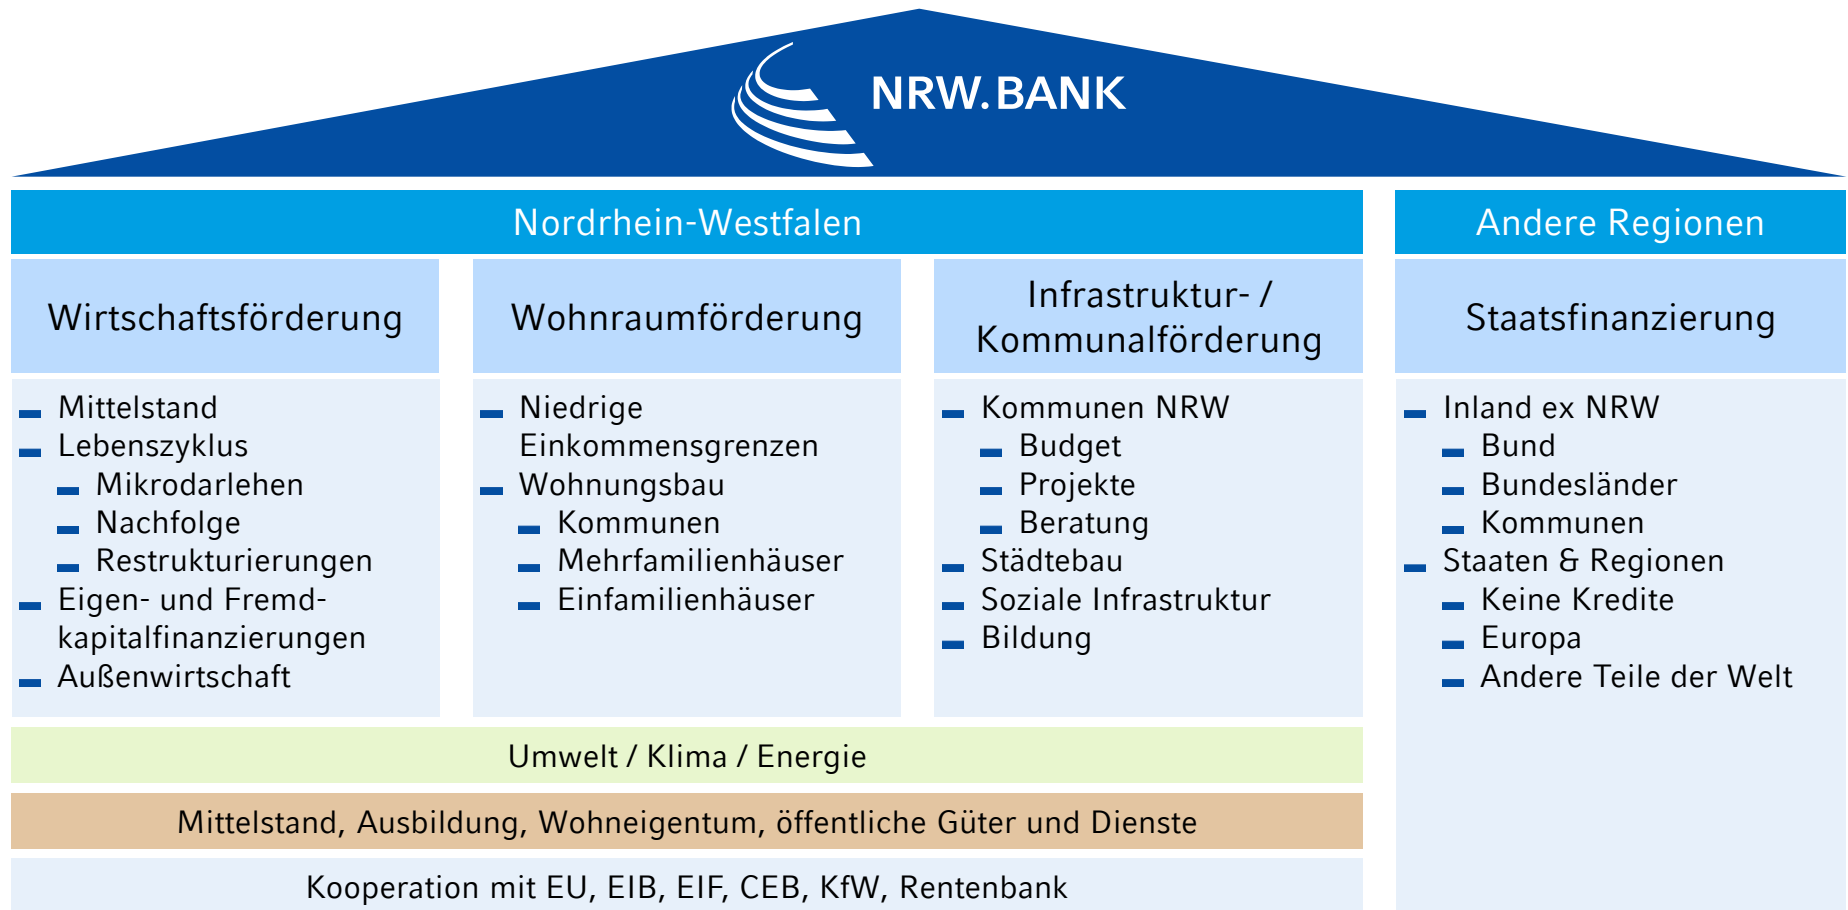 NRW.BANK
Nordrhein-Westfalen
Andere Regionen
Wirtschaftsförderung
Wohnraumförderung
Infrastruktur- /
Kommunalförderung
Staatsfinanzierung
Mittelstand
Lebenszyklus
Mikrodarlehen
Nachfolge
Restrukturierungen
Eigen- und Fremd-
kapitalfinanzierungen
Außenwirtschaft
Niedrige
Einkommensgrenzen
Wohnungsbau
Kommunen
Mehrfamilienhäuser
Einfamilienhäuser
Kommunen NRW
Budget
Projekte
Beratung
Städtebau
Soziale Infrastruktur
Bildung
Inland ex NRW
Bund
Bundesländer
Kommunen
Staaten & Regionen
Keine Kredite
Europa
Andere Teile der Welt
Umwelt / Klima / Energie
Mittelstand, Ausbildung, Wohneigentum, öffentliche Güter und Dienste
Kooperation mit EU, EIB, EIF, CEB, KfW, Rentenbank